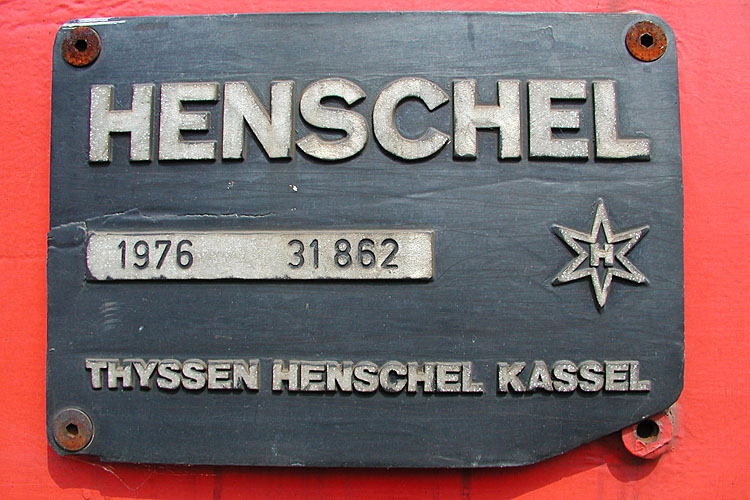 HENSCHEL
1976 31862
H
THYSSEN HENSCHEL KASSEL